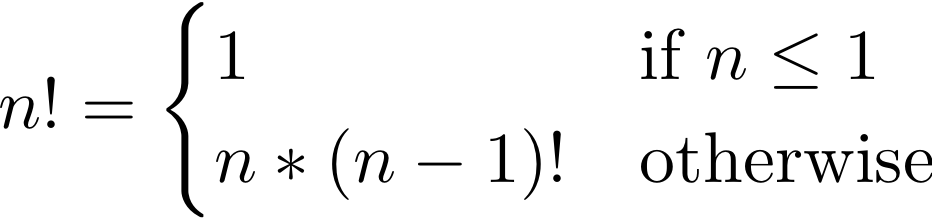 1 if n ≤ 1
n! = {
n ∗ (n − 1)! otherwise